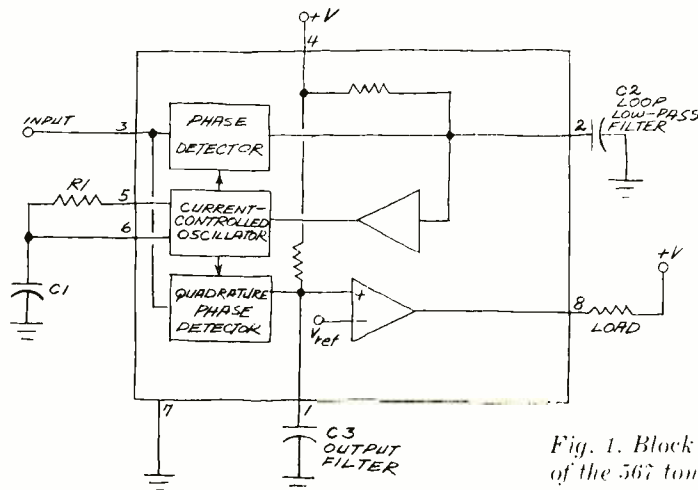 +V
4
C2
LOOP
LOW-PASS
FILTER
INPUT
3
PHASE
DETECTOR
2
R1
5
CURRENT-
CONTROLLED
OSCILLATOR
6
+V
C1
QUADRATURE
PHASE
DETECTOR
+
-
Vref
8
LOAD
7
1
C3
OUTPUT
FILTER
Fig. 1. Block
of the 567 ton